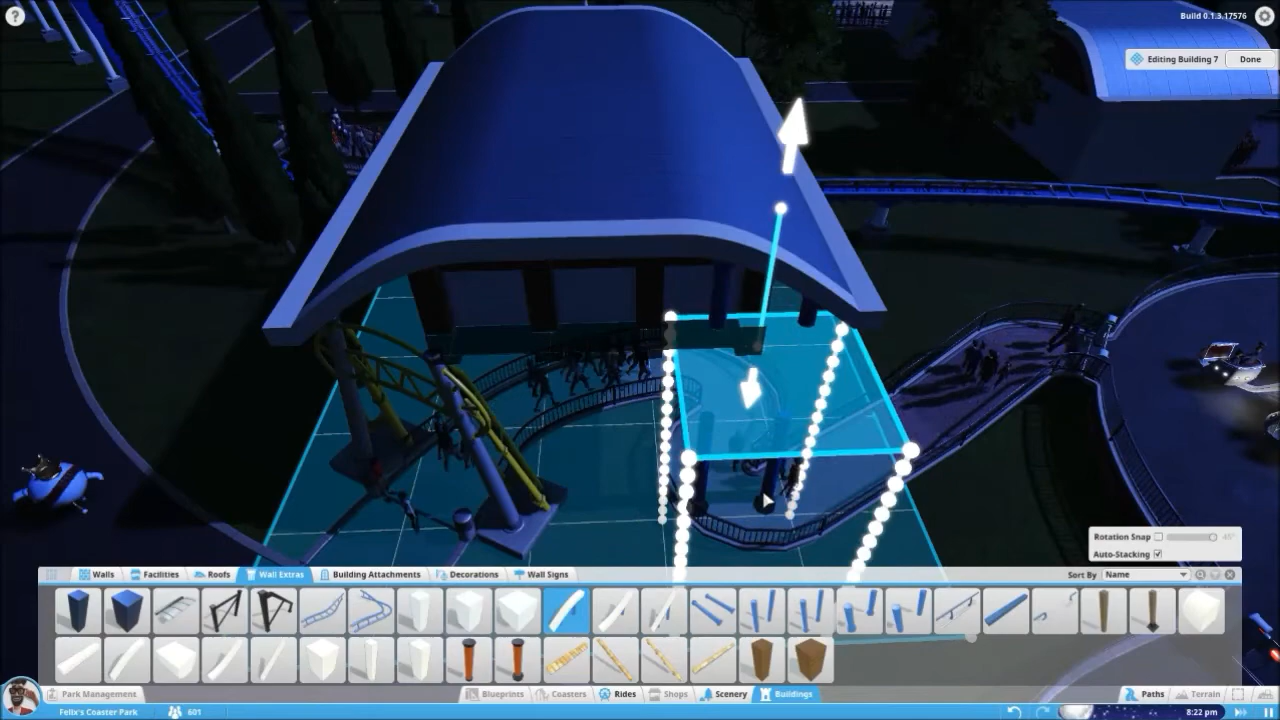 ?
Build 0.1.3.17576
Editing Building 7 Done
Rotation Snap 45°
Auto-Stacking
Walls Facilities Roofs Wall Extras Building Attachments Decorations Wall Signs Sort By Name
Park Management Blueprints Coasters Rides Shops Scenery Buildings Paths Terrain
Felix's Coaster Park 601 8:22 pm